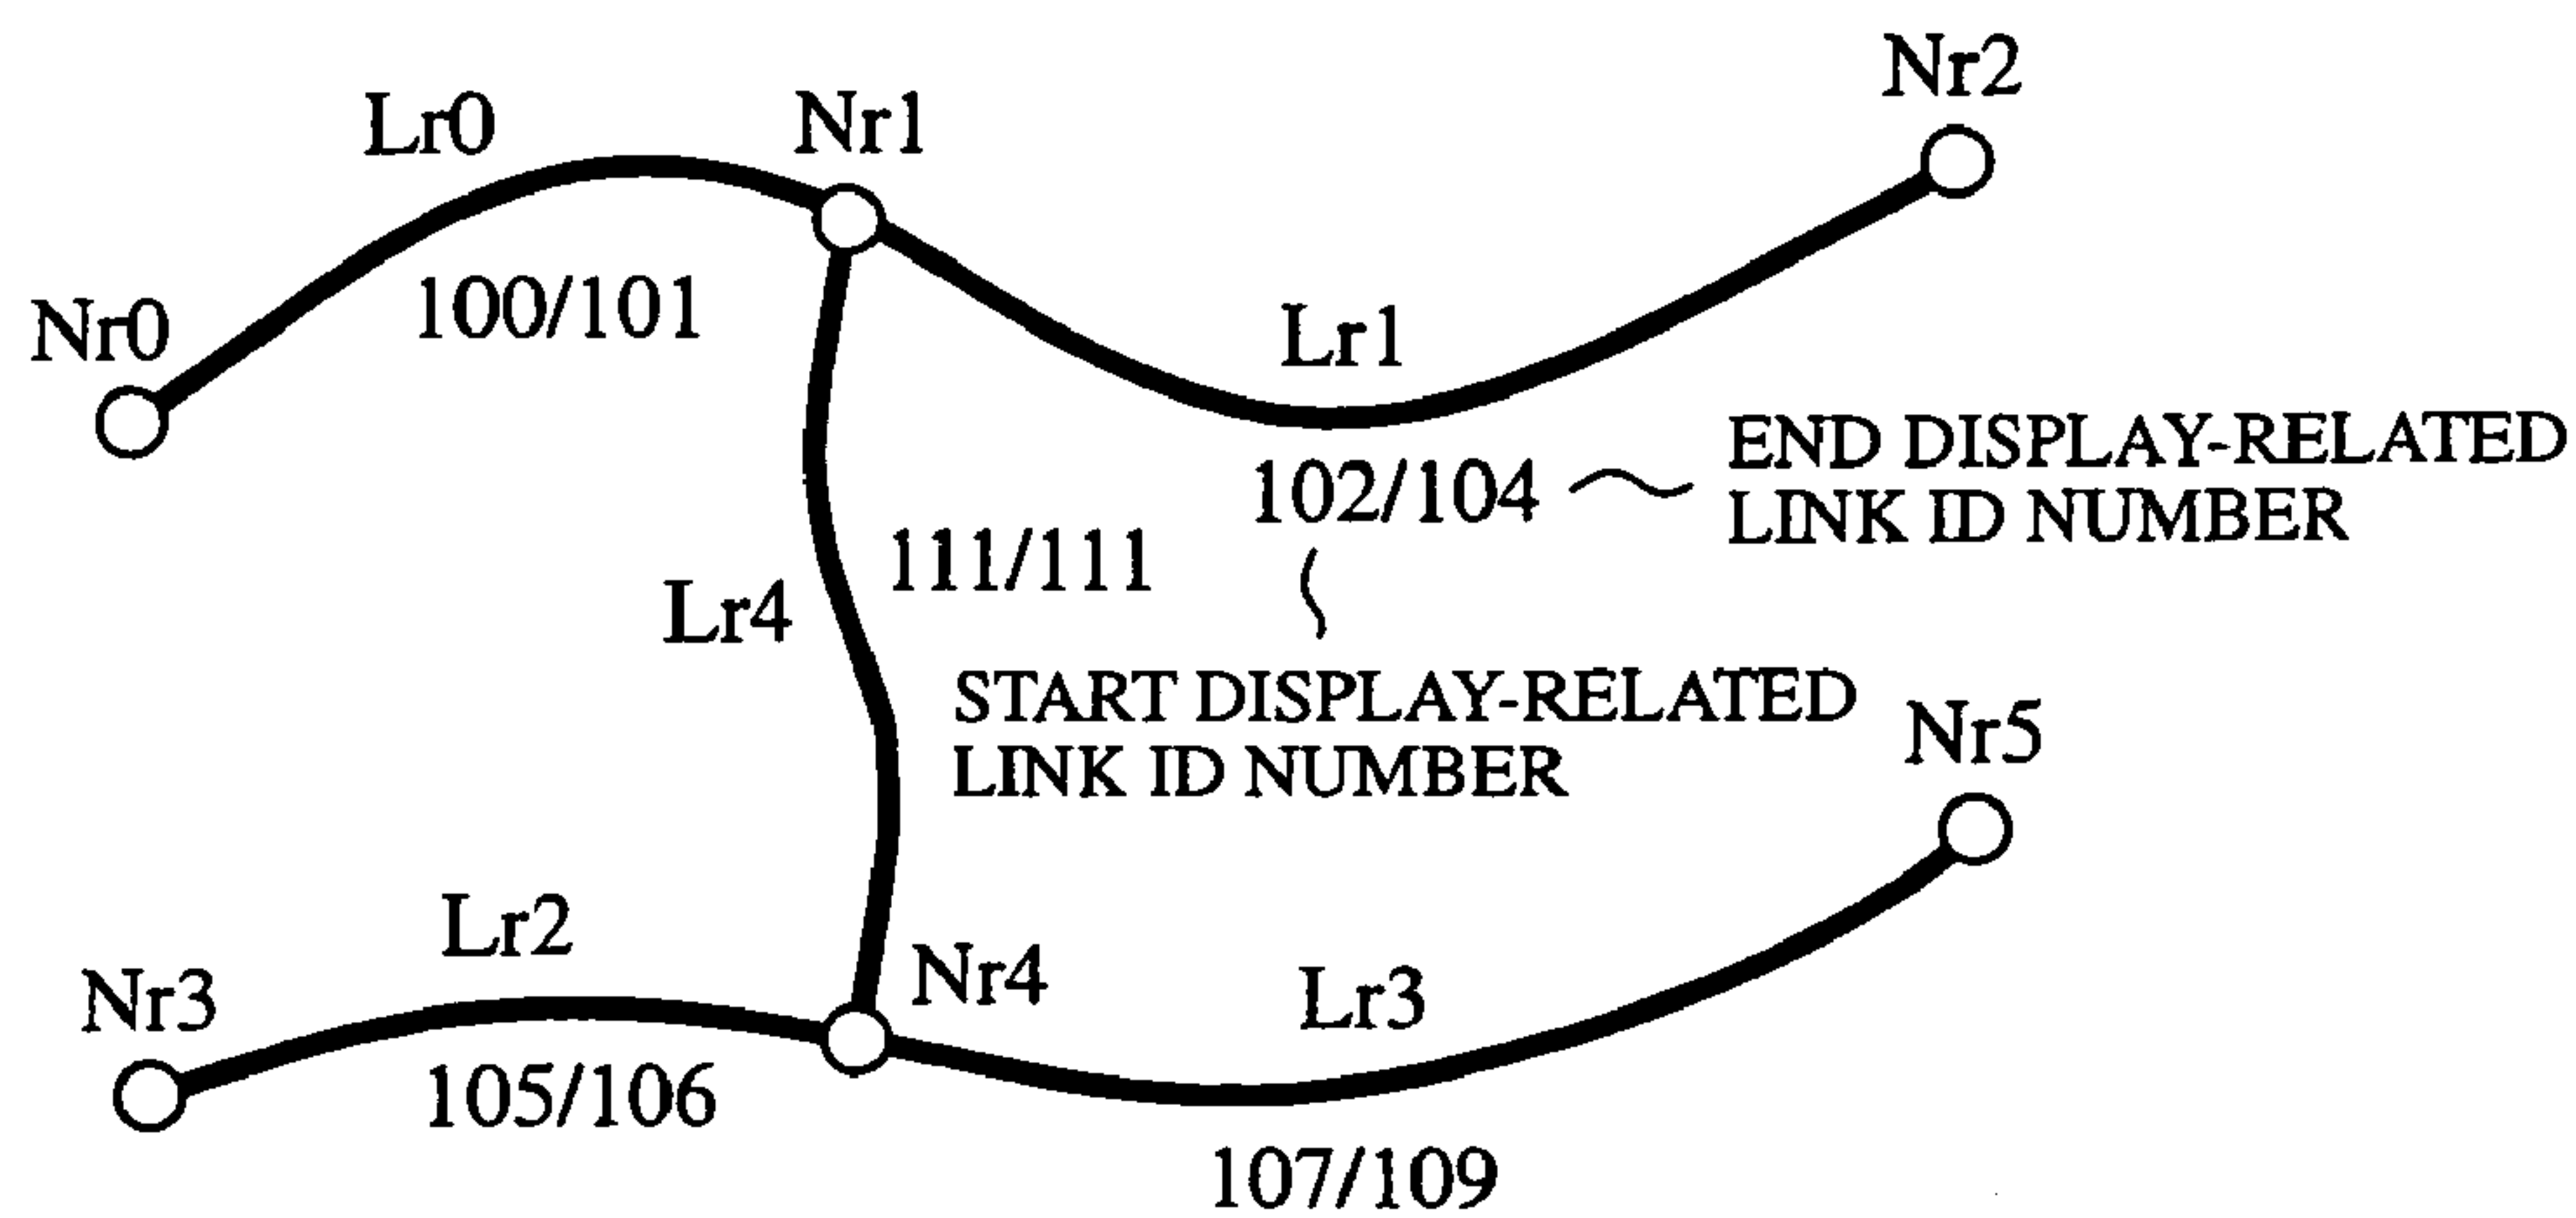 Nr2
Lr0
Nr1
100/101
Nr0
Lr1
END DISPLAY-RELATED
LINK ID NUMBER
102/104
111/111
Lr4
START DISPLAY-RELATED
LINK ID NUMBER
Nr5
Lr2
Nr4
Nr3
Lr3
105/106
107/109